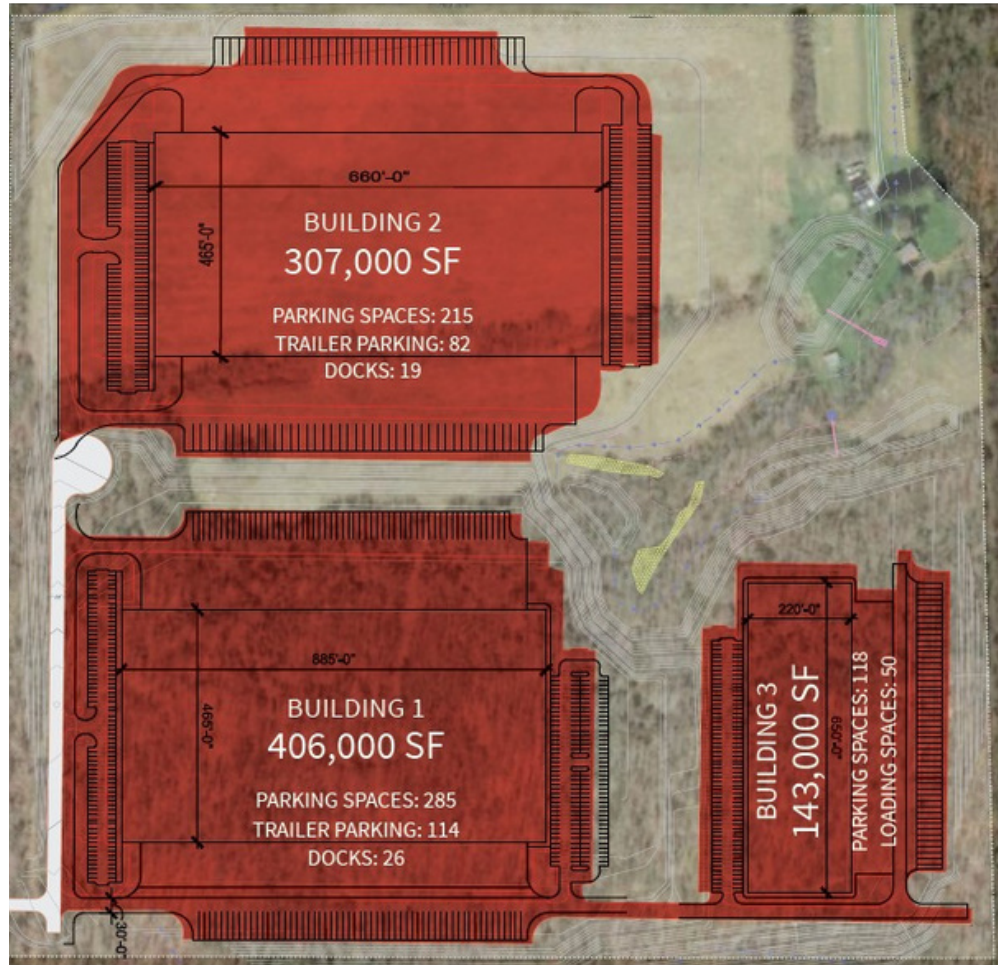 660'-0"
465'-0"
BUILDING 2
307,000 SF
PARKING SPACES: 215
TRAILER PARKING: 82
DOCKS: 19
885'-0"
465'-0"
BUILDING 1
406,000 SF
PARKING SPACES: 285
TRAILER PARKING: 114
DOCKS: 26
30'-0"
220'-0"
650'-0"
BUILDING 3
143,000 SF
PARKING SPACES: 118
LOADING SPACES: 50